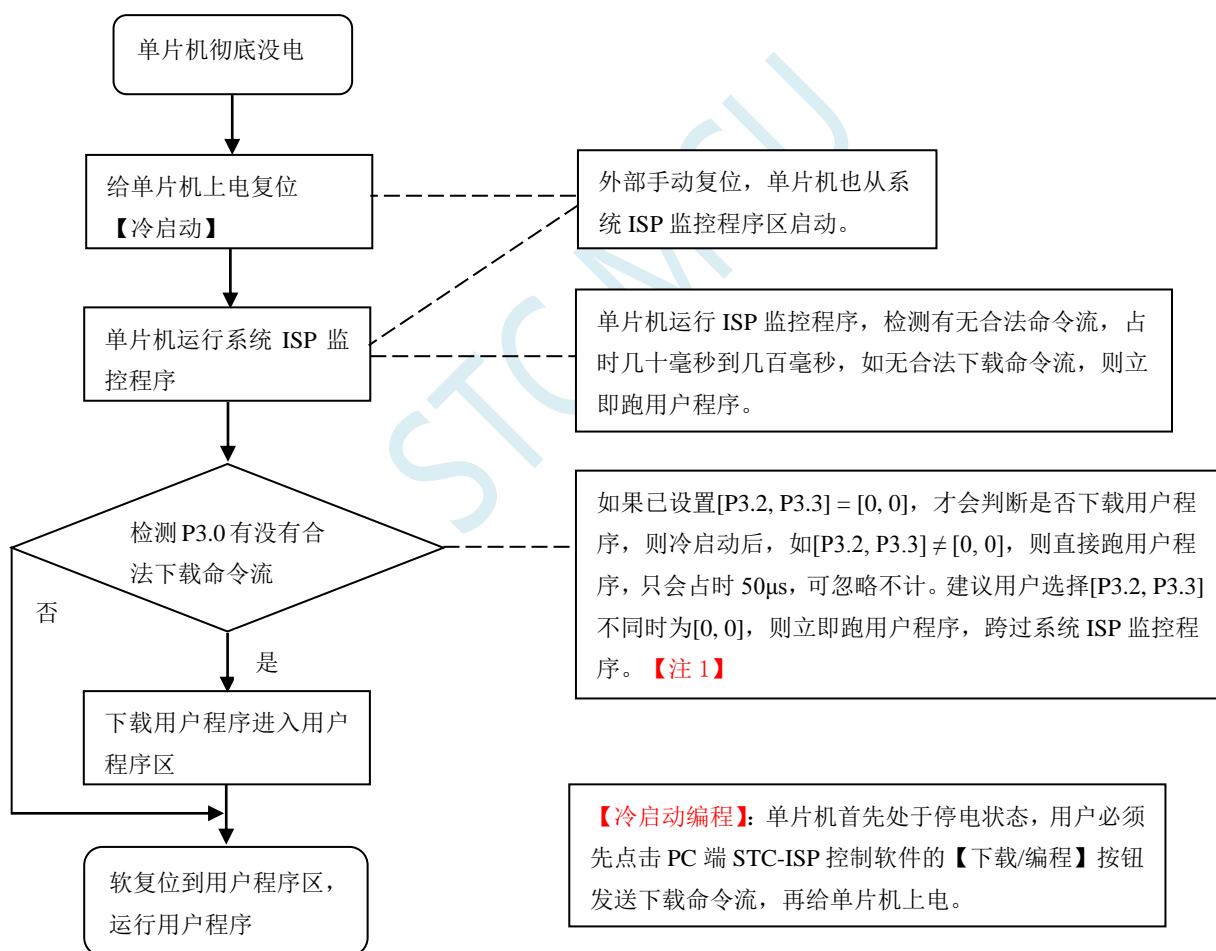 单片机彻底没电
给单片机上电复位
【冷启动】
外部手动复位，单片机也从系
统 ISP 监控程序区启动。
单片机运行系统 ISP 监
控程序
单片机运行 ISP 监控程序，检测有无合法命令流，占
时几十毫秒到几百毫秒，如无合法下载命令流，则立
即跑用户程序。
检测 P3.0 有没有合
法下载命令流
如果已设置[P3.2, P3.3] = [0, 0]，才会判断是否下载用户程
序，则冷启动后，如[P3.2, P3.3] ≠ [0, 0]，则直接跑用户程
序，只会占时 50μs，可忽略不计。建议用户选择[P3.2, P3.3]
不同时为[0, 0]，则立即跑用户程序，跨过系统 ISP 监控程
序。【注 1】
否
是
下载用户程序进入用户
程序区
软复位到用户程序区，
运行用户程序
【冷启动编程】：单片机首先处于停电状态，用户必须
先点击 PC 端 STC-ISP 控制软件的【下载/编程】按钮
发送下载命令流，再给单片机上电。
STC MCU